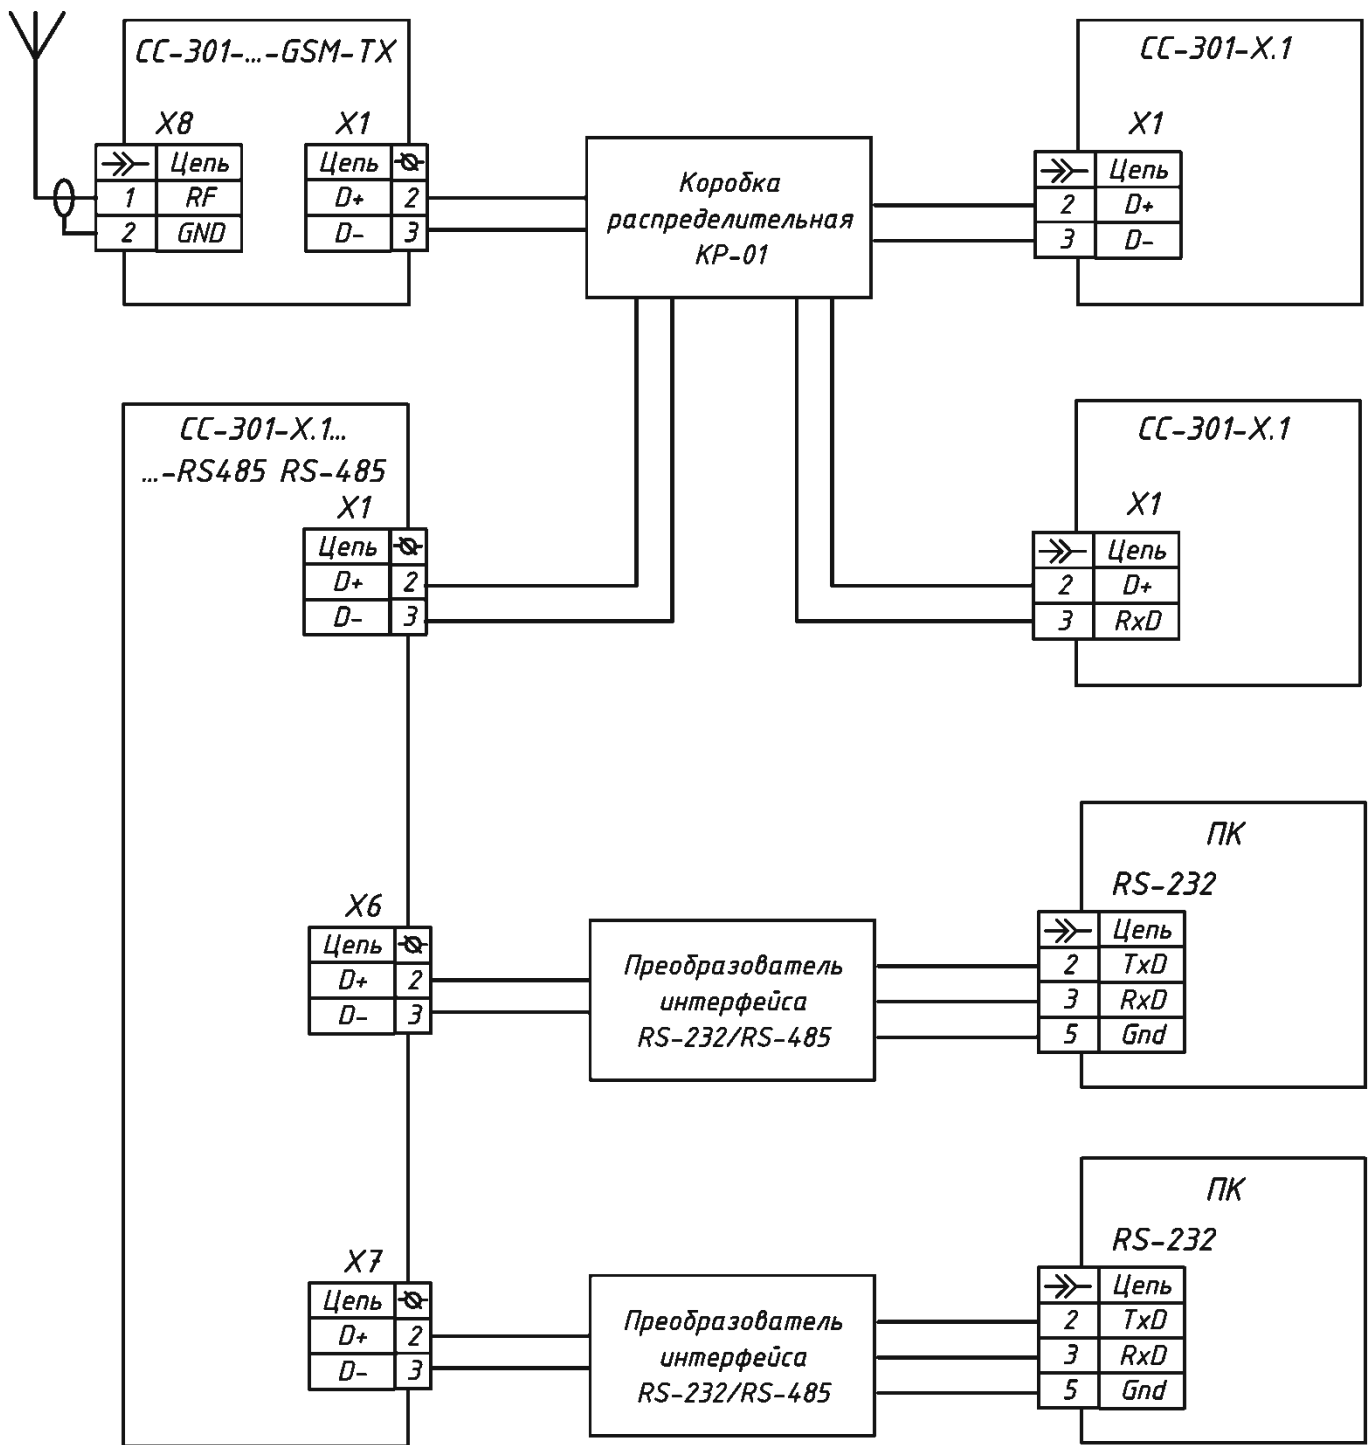 СС-301-...-GSM-TX
X8
X1
Цепь
1 RF
2 GND
Цепь
D+ 2
D- 3
Коробка
распределительная
КР-01
СС-301-Х.1
X1
Цепь
2 D+
3 D-
СС-301-Х.1...
...-RS485 RS-485
X1
Цепь
D+ 2
D- 3
СС-301-Х.1
X1
Цепь
2 D+
3 RxD
X6
Цепь
D+ 2
D- 3
Преобразователь
интерфейса
RS-232/RS-485
ПК
RS-232
Цепь
2 TxD
3 RxD
5 Gnd
X7
Цепь
D+ 2
D- 3
Преобразователь
интерфейса
RS-232/RS-485
ПК
RS-232
Цепь
2 TxD
3 RxD
5 Gnd